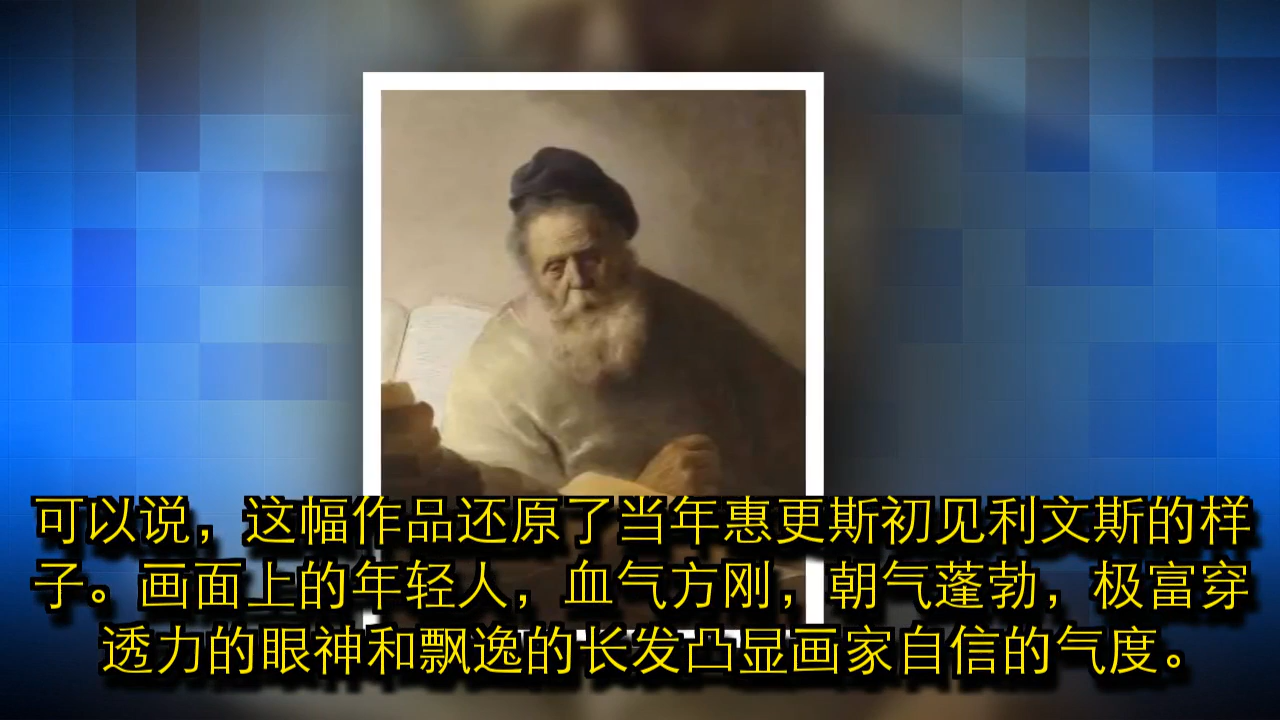 可以说，这幅作品还原了当年惠更斯初见利文斯的样
子。画面上的年轻人，血气方刚，朝气蓬勃，极富穿
透力的眼神和飘逸的长发凸显画家自信的气度。